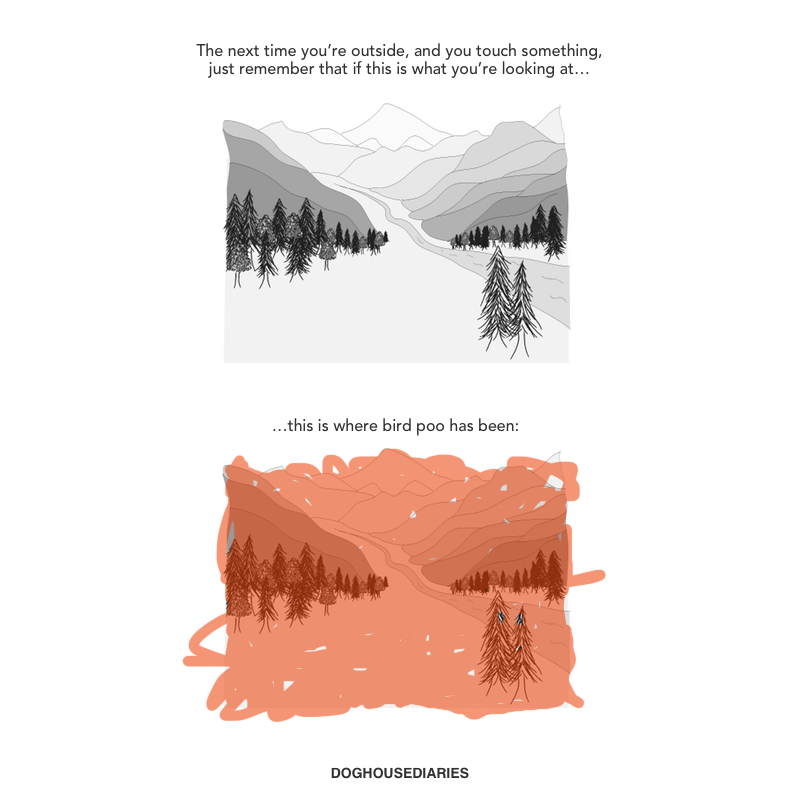 The next time you’re outside, and you touch something,
just remember that if this is what you’re looking at…
…this is where bird poo has been:
DOGHOUSEDIARIES